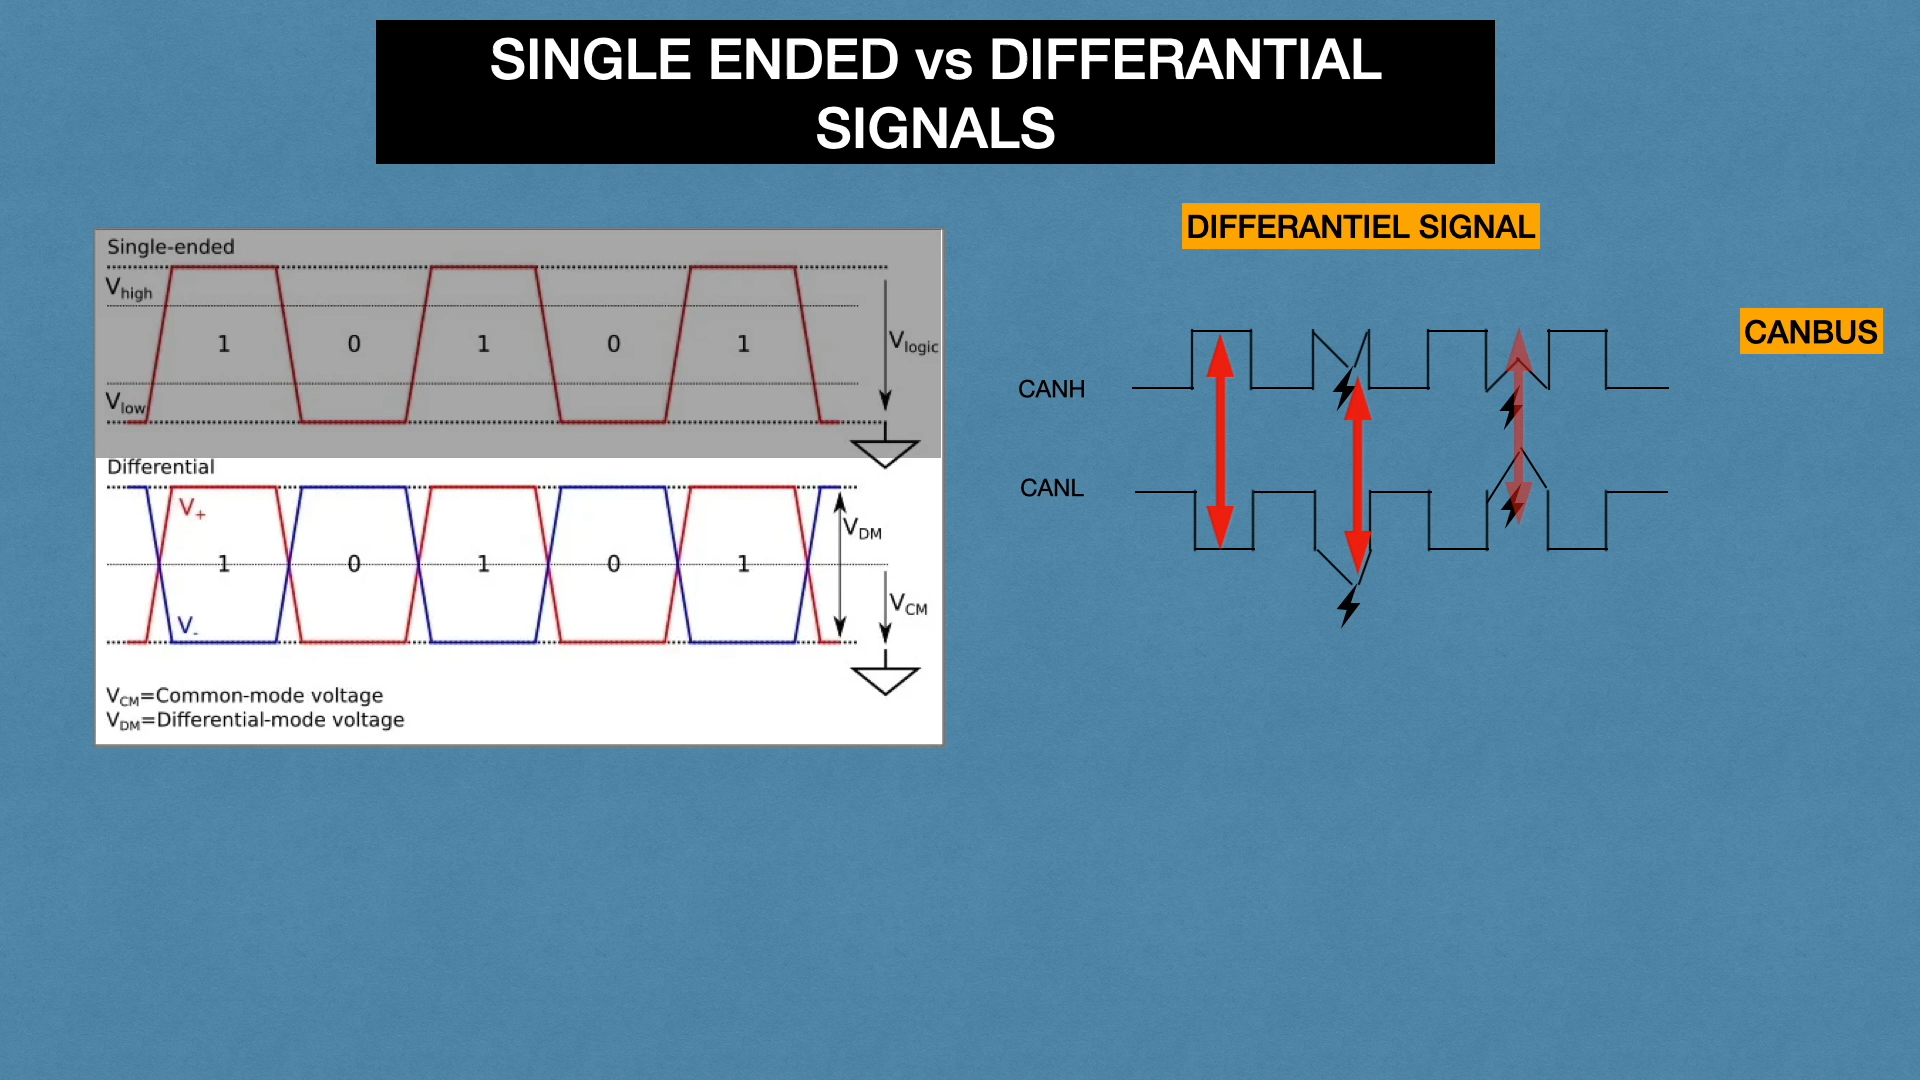 SINGLE ENDED vs DIFFERANTIAL
SIGNALS
Single-ended
Vhigh
1 0 1 0 1
Vlogic
Vlow
Differential
V+
VDM
1 0 1 0 1
VCM
V-
VCM=Common-mode voltage
VDM=Differential-mode voltage
DIFFERANTIEL SIGNAL
CANBUS
CANH
CANL